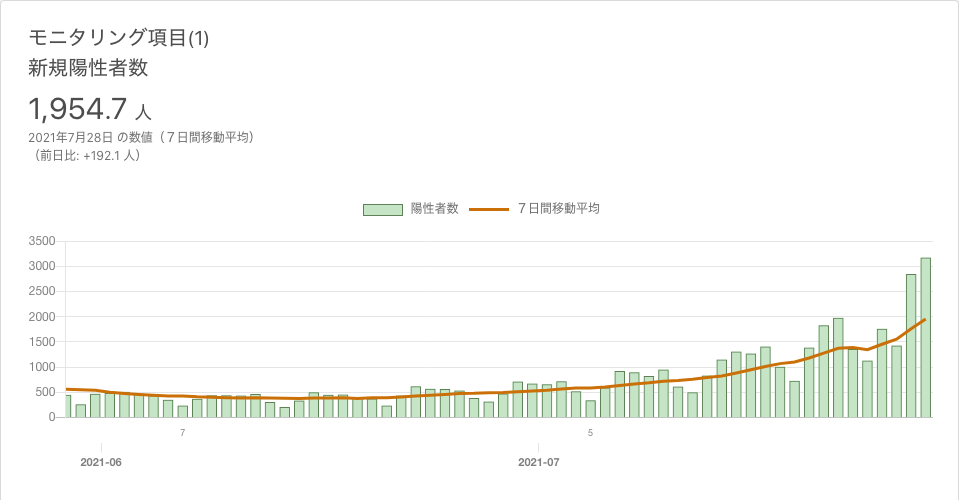 モニタリング項目(1)
新規陽性者数
1,954.7 人
2021年7月28日 の数値（７日間移動平均）
（前日比: +192.1 人）
陽性者数 ７日間移動平均
3500
3000
2500
2000
1500
1000
500
0
7 5
2021-06 2021-07